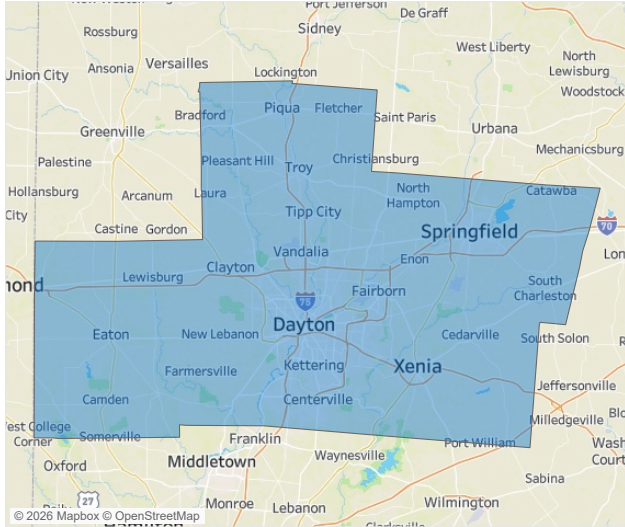 Port Jefferson
De Graff
Rossburg
Sidney
West Liberty
North
Lewisburg
Union City
Ansonia
Versailles
Lockington
Woodstock
Bradford
Piqua
Fletcher
Saint Paris
Urbana
Greenville
Mechanicsburg
Palestine
Pleasant Hill
Troy
Christiansburg
Hollansburg
Arcanum
Laura
North
Hampton
Catawba
City
Tipp City
Castine
Gordon
Springfield
70
Vandalia
Enon
Lewisburg
Clayton
Fairborn
South
Charleston
75
Eaton
New Lebanon
Dayton
Cedarville
South Solon
Farmersville
Kettering
Xenia
Jeffersonville
Camden
Centerville
Milledgeville
West College
Corner
Somerville
Franklin
Port William
Oxford
Middletown
Waynesville
Sabina
27
Monroe
Lebanon
Wilmington
© 2026 Mapbox © OpenStreetMap